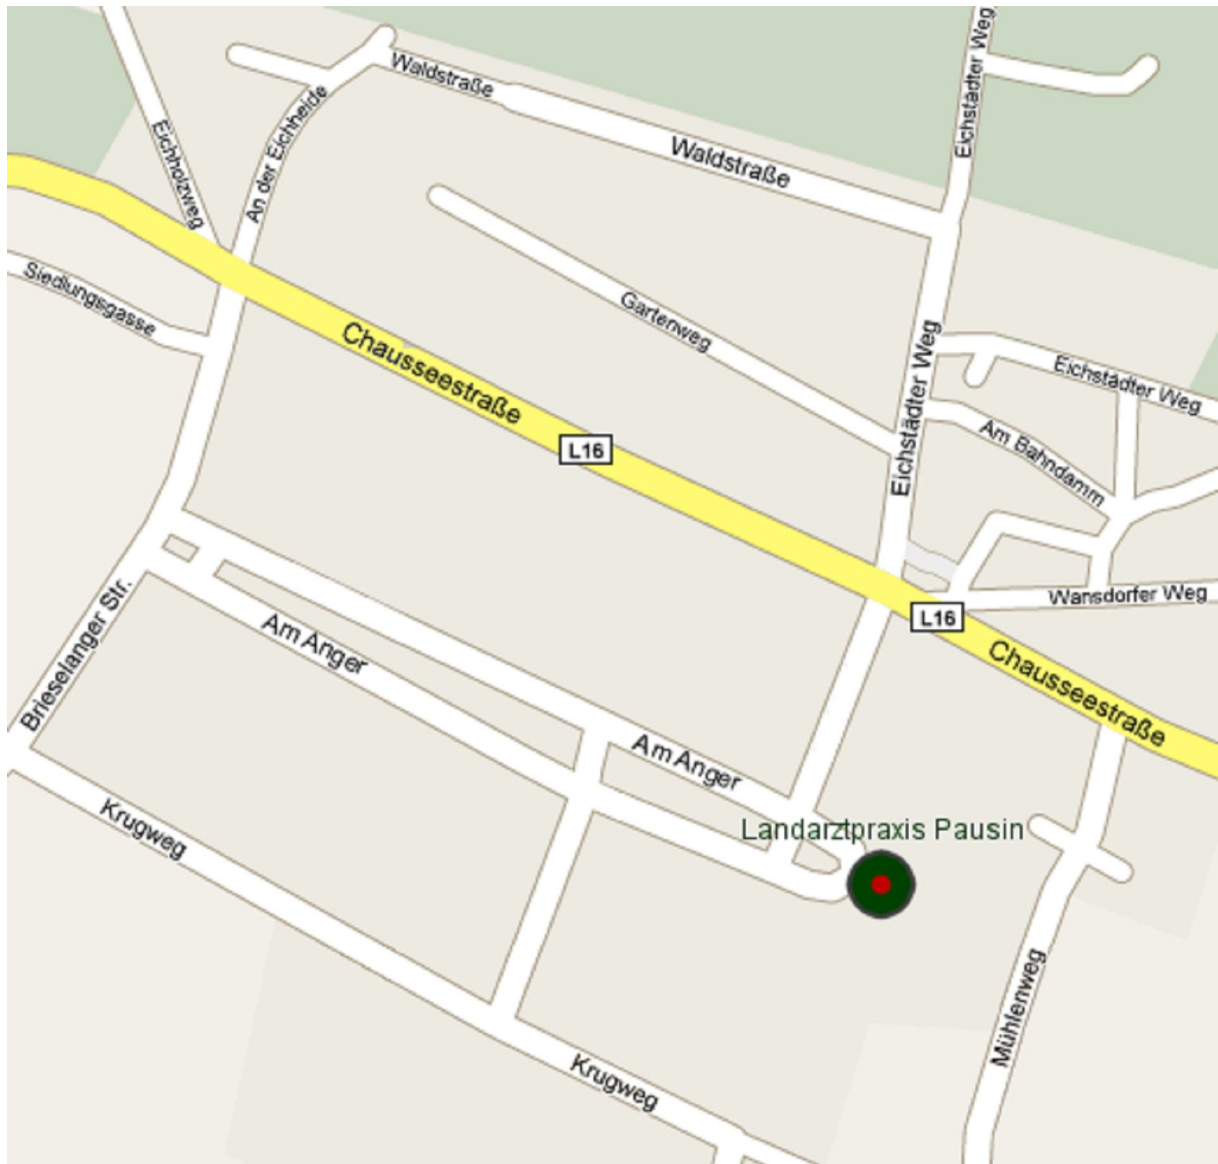 Waldstraße
Eichstädter Weg
Eichholzweg
An der Eichheide
Waldstraße
Siedlungsgasse
Gartenweg
Chausseestraße
Eichstädter Weg
Eichstädter Weg
L16
Am Bahndamm
Brieselanger Str.
Am Anger
L16
Wansdorfer Weg
Chausseestraße
Am Anger
Krugweg
Landarztpraxis Pausin
Mühlenweg
Krugweg